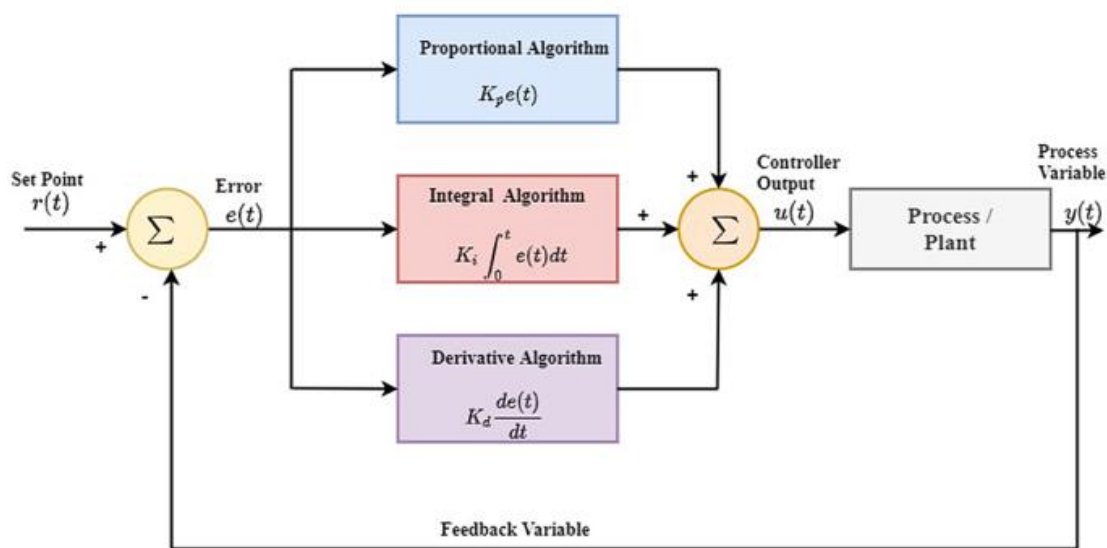 Proportional Algorithm
K_p e(t)
Set Point
r(t)
+
-
Σ
Error
e(t)
Integral Algorithm
K_i ∫_0^t e(t)dt
Derivative Algorithm
K_d de(t)/dt
+
+
+
Σ
Controller
Output
u(t)
Process /
Plant
Process
Variable
y(t)
Feedback Variable